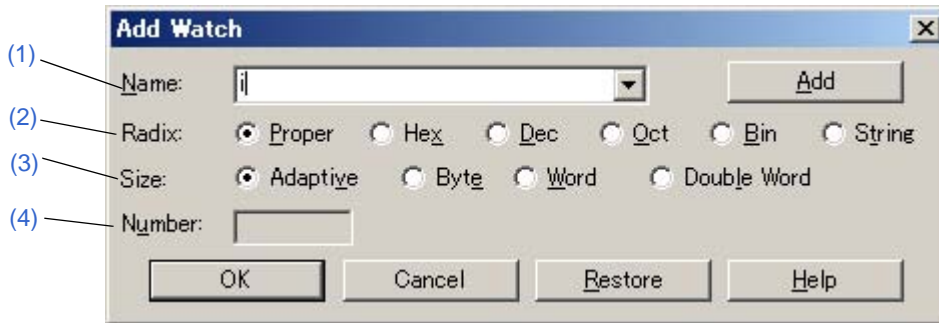 Add Watch
(1) Name: i Add
(2) Radix: Proper Hex Dec Oct Bin String
(3) Size: Adaptive Byte Word Double Word
(4) Number:
OK Cancel Restore Help